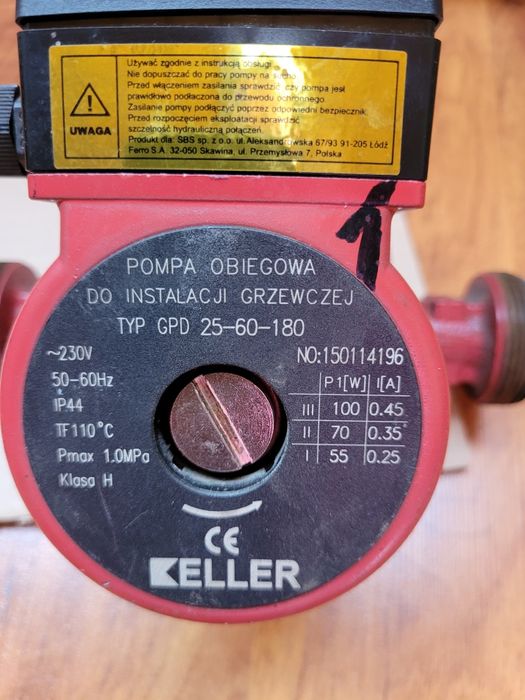 Używać zgodnie z instrukcją obsługi.
Nie dopuszczać do pracy pompy na sucho.
Przed włączeniem zasilania sprawdzić czy pompa jest
prawidłowo podłączona do przewodu ochronnego.
Zasilanie pompy podłączyć poprzez odpowiedni bezpiecznik.
Przed rozpoczęciem eksploatacji sprawdzić
szczelność hydrauliczną połączeń.
Produkt dla: SBS sp. z o.o. ul. Aleksandrowska 67/93 91-205 Łódź
Ferro S.A. 32-050 Skawina, ul. Przemysłowa 7, Polska
UWAGA
1
POMPA OBIEGOWA
DO INSTALACJI GRZEWCZEJ
TYP GPD 25-60-180
~230V
50-60Hz
IP44
TF110°C
Pmax 1.0MPa
Klasa H
NO:150114196
P1[W] I[A]
III 100 0.45
II 70 0.35
I 55 0.25
CE
KELLER